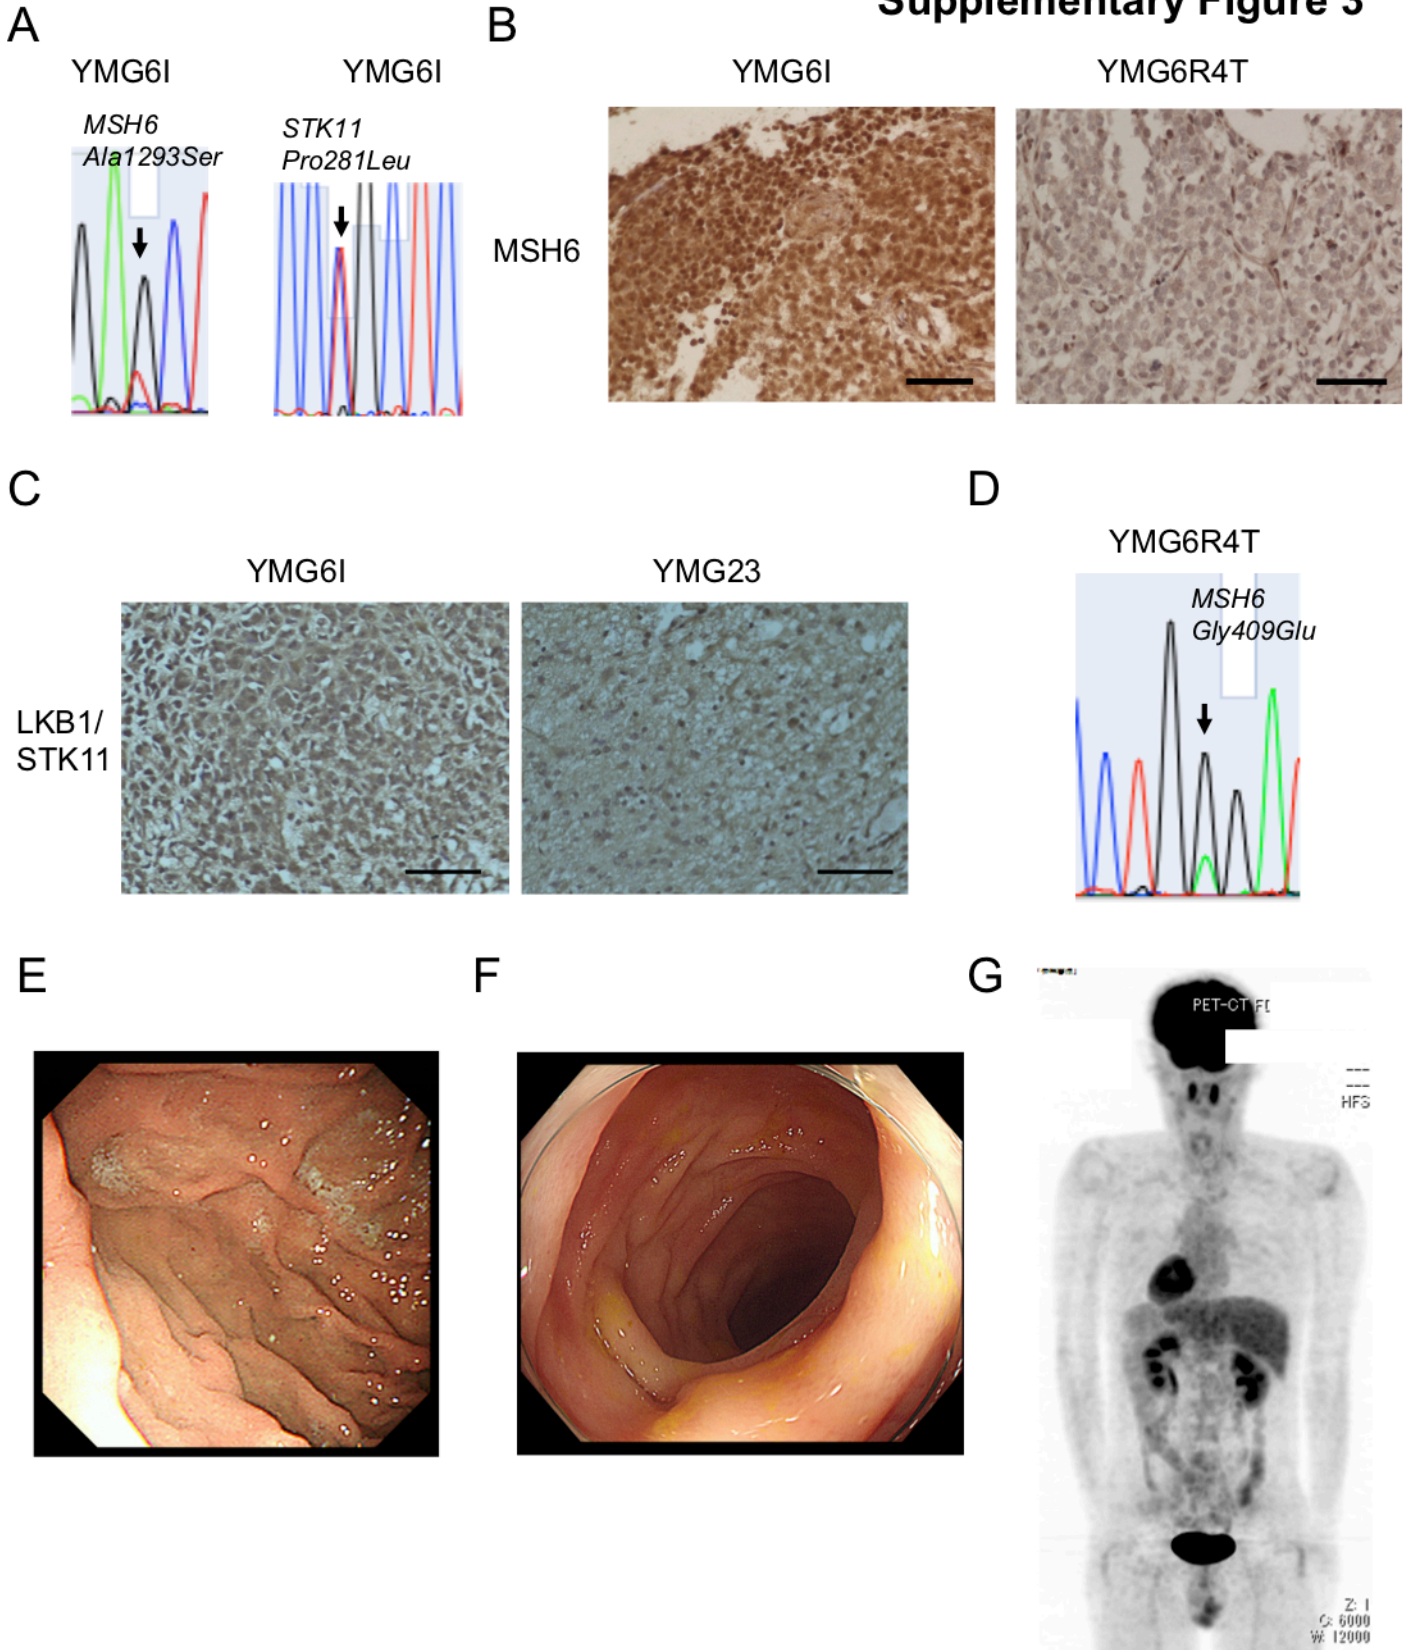 Supplementary Figure 3
A
YMG6I
YMG6I
MSH6
Ala1293Ser
STK11
Pro281Leu
B
YMG6I
YMG6R4T
MSH6
C
YMG6I
YMG23
LKB1/
STK11
D
YMG6R4T
MSH6
Gly409Glu
E
F
G
PET-CT
---
---
HFS
Z: 1
C: 6000
W: 12000